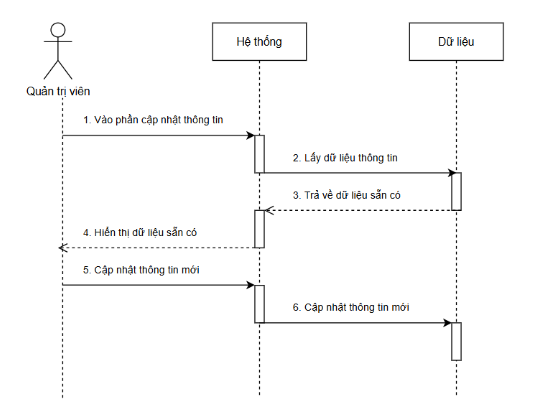 Hệ thống
Dữ liệu
Quản trị viên
1. Vào phần cập nhật thông tin
2. Lấy dữ liệu thông tin
3. Trả về dữ liệu sẵn có
4. Hiển thị dữ liệu sẵn có
5. Cập nhật thông tin mới
6. Cập nhật thông tin mới